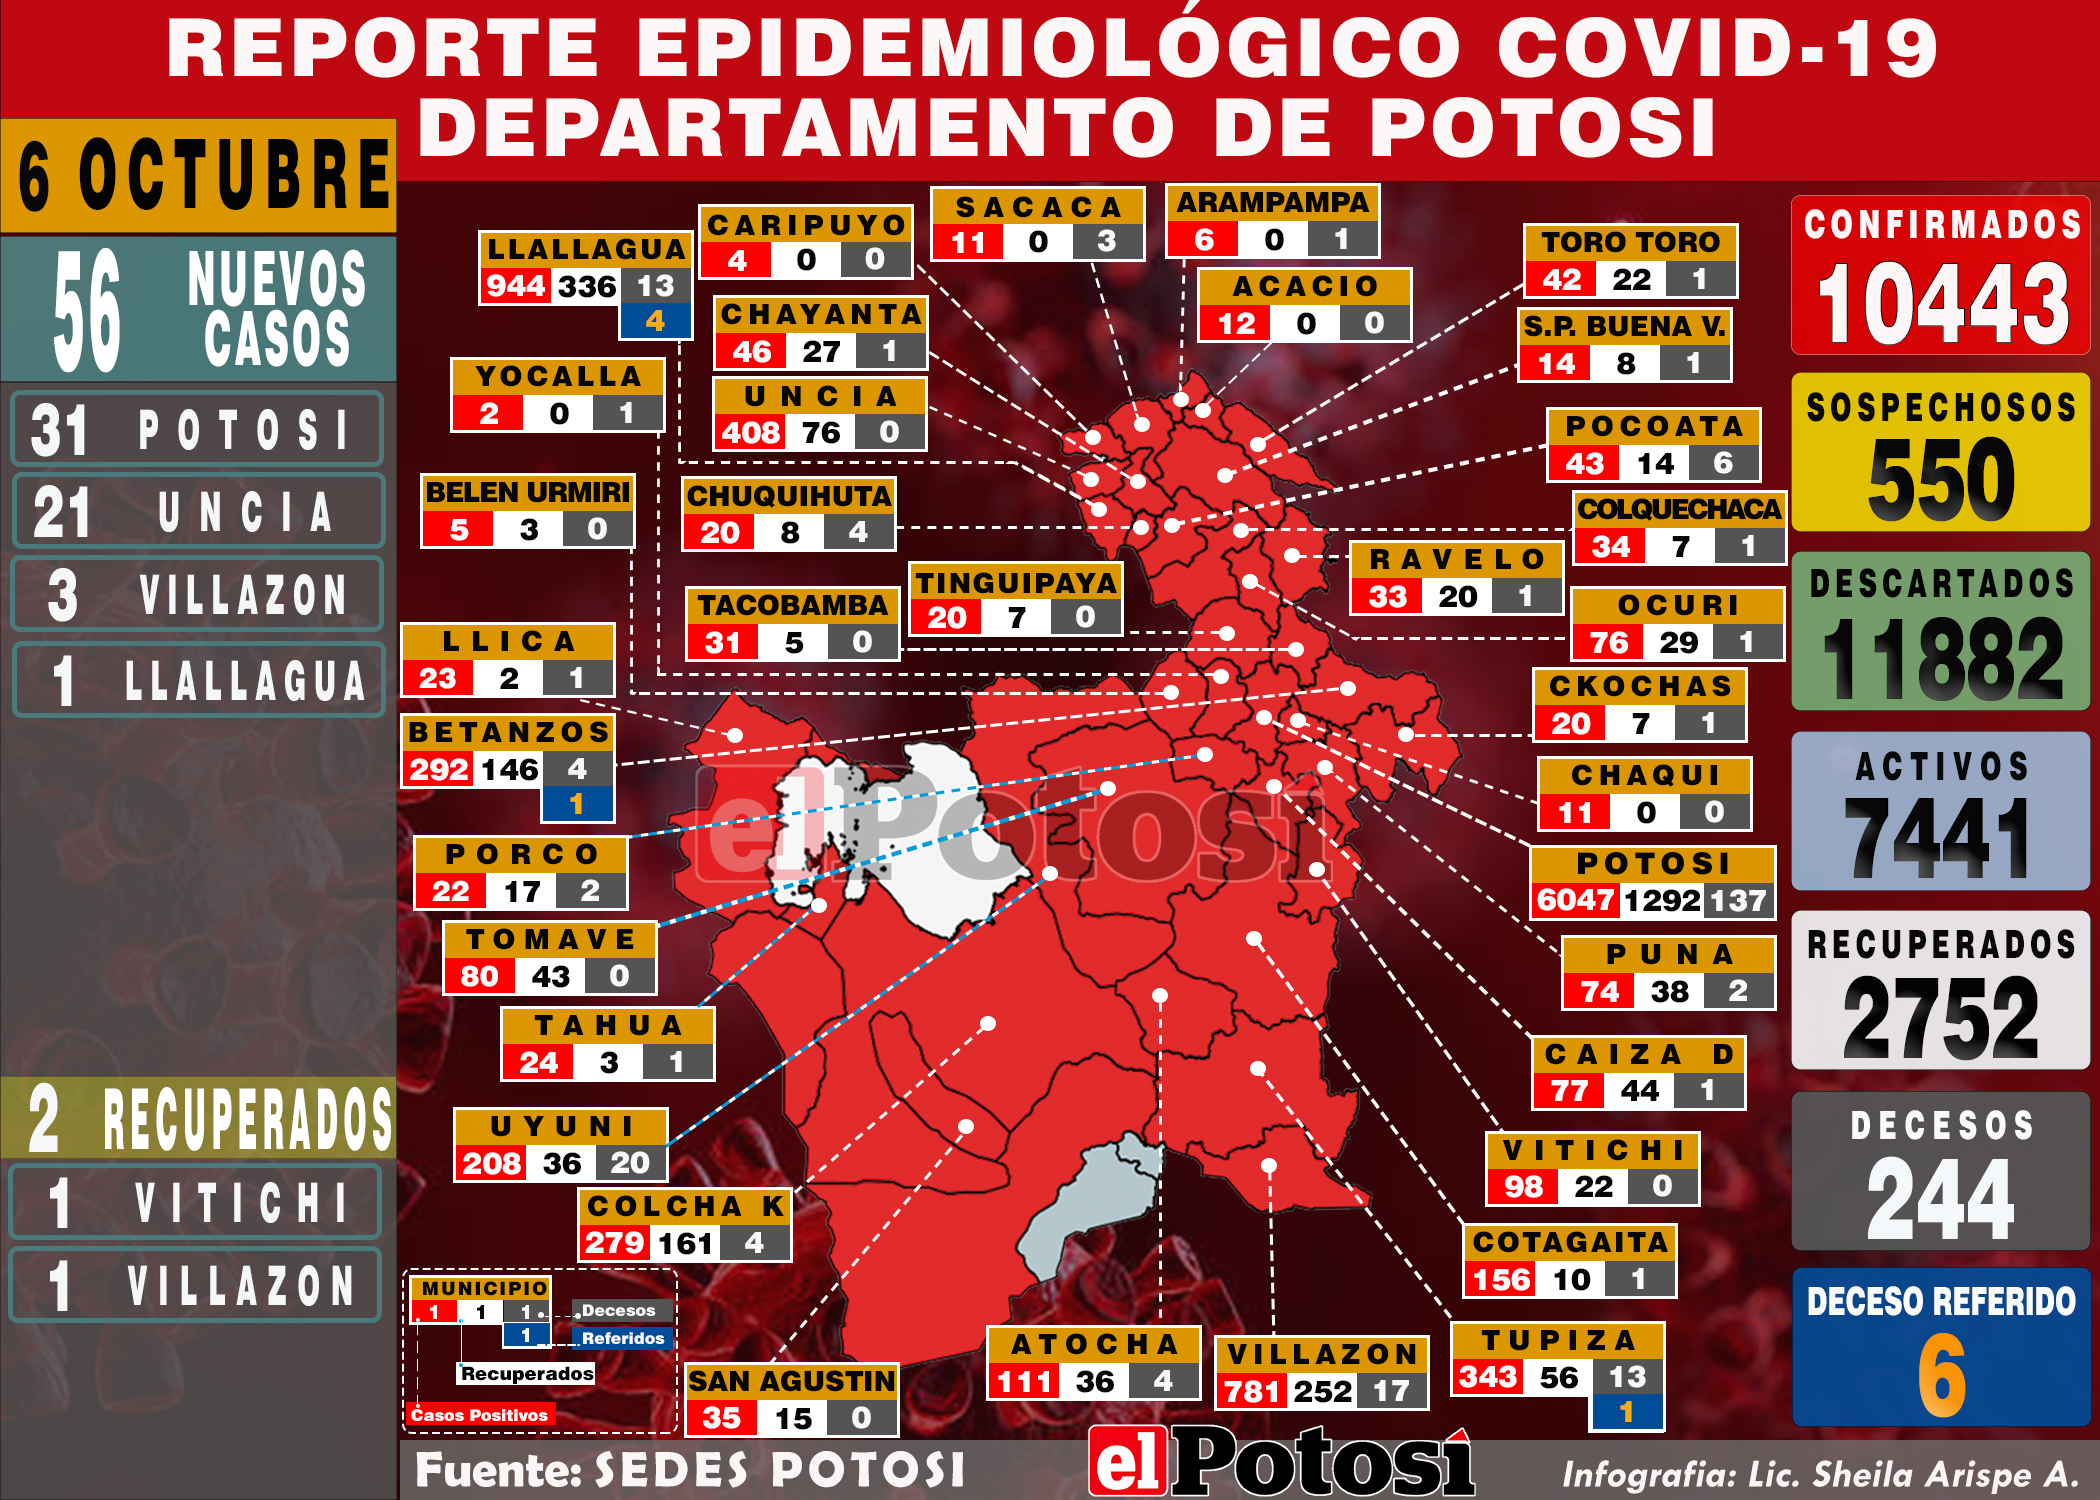 REPORTE EPIDEMIOLÓGICO COVID-19
DEPARTAMENTO DE POTOSI
6 OCTUBRE
56 NUEVOS CASOS
31 POTOSI
21 UNCIA
3 VILLAZON
1 LLALLAGUA
2 RECUPERADOS
1 VITICHI
1 VILLAZON
LLALLAGUA
944 336 13
4
CARIPUYO
4 0 0
SACACA
11 0 3
ARAMPAMPA
6 0 1
ACACIO
12 0 0
TORO TORO
42 22 1
S.P. BUENA V.
14 8 1
CHAYANTA
46 27 1
YOCALLA
2 0 1
UNCIA
408 76 0
POCOATA
43 14 6
BELEN URMIRI
5 3 0
CHUQUIHUTA
20 8 4
COLQUECHACA
34 7 1
RAVELO
33 20 1
TINGUIPAYA
20 7 0
TACOBAMBA
31 5 0
OCURI
76 29 1
LLICA
23 2 1
CKOCHAS
20 7 1
BETANZOS
292 146 4
1
CHAQUI
11 0 0
PORCO
22 17 2
POTOSI
6047 1292 137
TOMAVE
80 43 0
PUNA
74 38 2
TAHUA
24 3 1
CAIZA D
77 44 1
UYUNI
208 36 20
VITICHI
98 22 0
COLCHA K
279 161 4
COTAGAITA
156 10 1
SAN AGUSTIN
35 15 0
ATOCHA
111 36 4
VILLAZON
781 252 17
TUPIZA
343 56 13
1
el Potosí
MUNICIPIO
1 1 1 Decesos
1 Referidos
Recuperados
Casos Positivos
CONFIRMADOS
10443
SOSPECHOSOS
550
DESCARTADOS
11882
ACTIVOS
7441
RECUPERADOS
2752
DECESOS
244
DECESO REFERIDO
6
Fuente: SEDES POTOSI
el Potosí
Infografia: Lic. Sheila Arispe A.